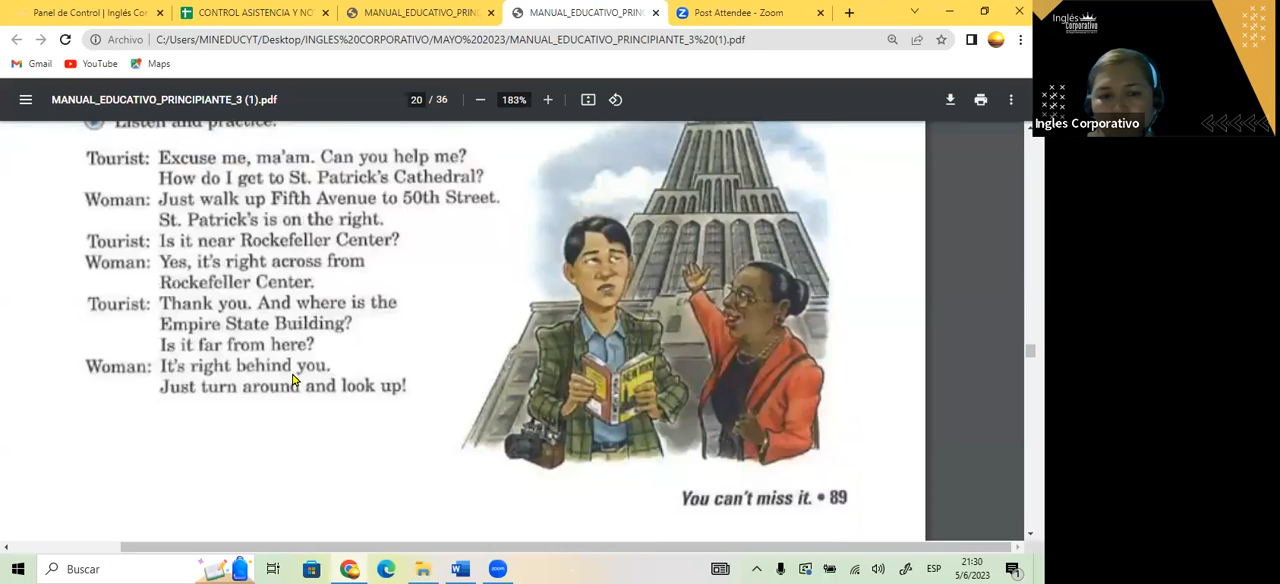 Panel de Control | Inglés Cor
CONTROL ASISTENCIA Y NO
MANUAL_EDUCATIVO_PRINC
MANUAL_EDUCATIVO_PRINC
Post Attendee - Zoom
Archivo
C:/Users/MINEDUCYT/Desktop/INGLES%20CORPORATIVO/MAYO%202023/MANUAL_EDUCATIVO_PRINCIPIANTE_3%20(1).pdf
Gmail
YouTube
Maps
Inglés
Corporativo
Ingles Corporativo
MANUAL_EDUCATIVO_PRINCIPIANTE_3 (1).pdf
20 / 36
183%
Listen and practice.
Tourist: Excuse me, ma'am. Can you help me?
How do I get to St. Patrick's Cathedral?
Woman: Just walk up Fifth Avenue to 50th Street.
St. Patrick's is on the right.
Tourist: Is it near Rockefeller Center?
Woman: Yes, it's right across from
Rockefeller Center.
Tourist: Thank you. And where is the
Empire State Building?
Is it far from here?
Woman: It's right behind you.
Just turn around and look up!
You can't miss it. • 89
Buscar
ESP
21:30
5/6/2023